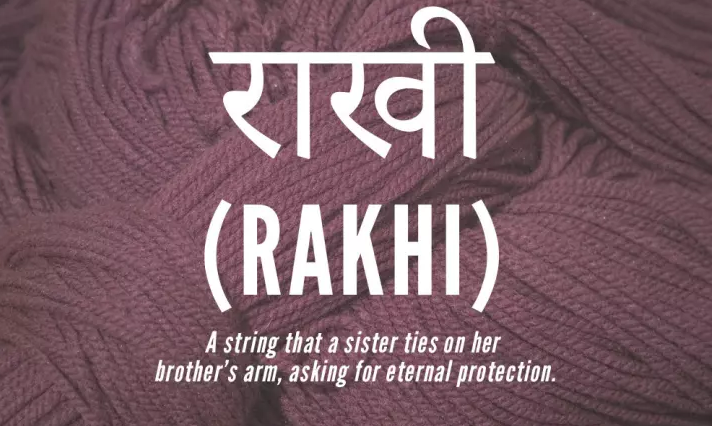 राखी
(RAKHI)
A string that a sister ties on her
brother's arm, asking for eternal protection.